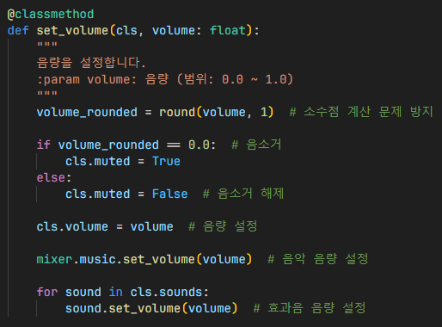 @classmethod
def set_volume(cls, volume: float):
    """
    음량을 설정합니다.
    :param volume: 음량 (범위: 0.0 ~ 1.0)
    """
    volume_rounded = round(volume, 1)  # 소수점 계산 문제 방지

    if volume_rounded == 0.0:  # 음소거
        cls.muted = True
    else:
        cls.muted = False  # 음소거 해제

    cls.volume = volume  # 음량 설정

    mixer.music.set_volume(volume)  # 음악 음량 설정

    for sound in cls.sounds:
        sound.set_volume(volume)  # 효과음 음량 설정